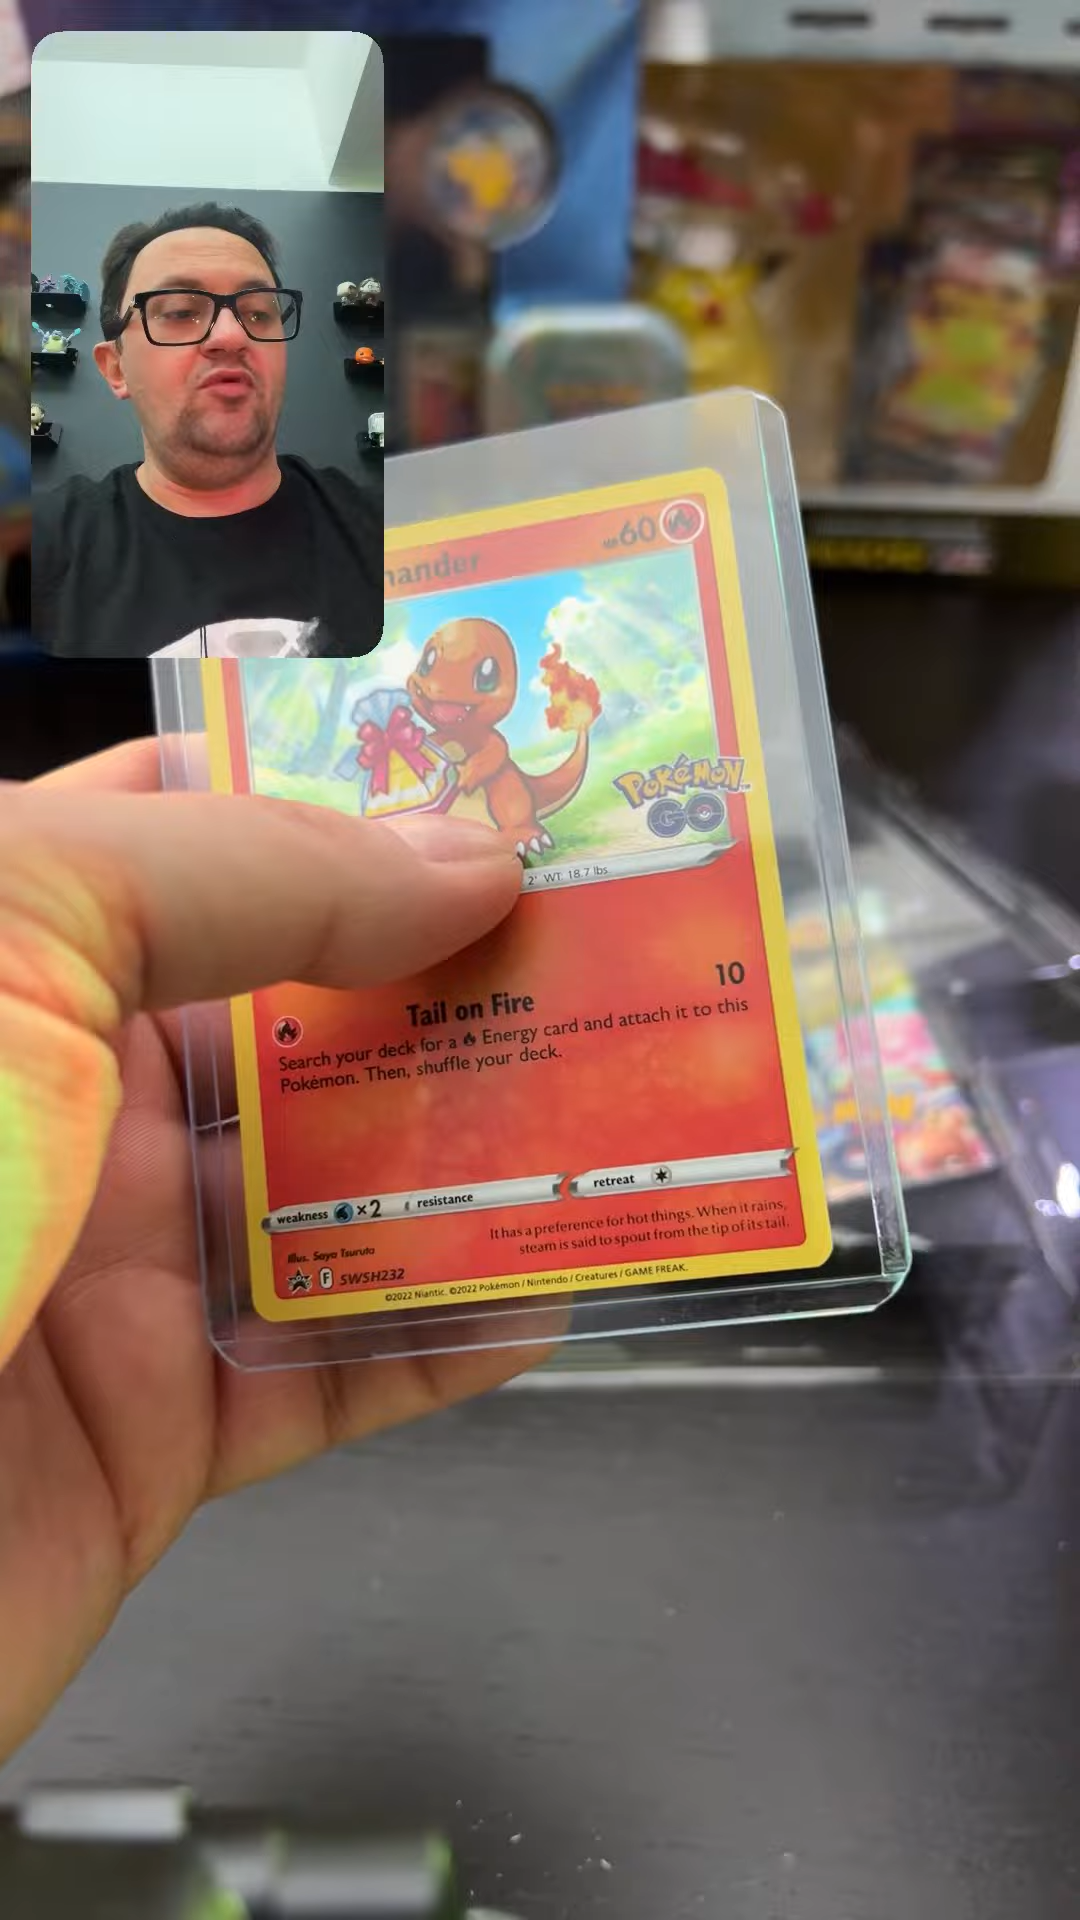 mander
HP60
POKÉMON
GO
2' WT. 18.7 lbs
Tail on Fire
10
Search your deck for a Energy card and attach it to this
Pokémon. Then, shuffle your deck.
weakness ×2 resistance retreat
It has a preference for hot things. When it rains,
steam is said to spout from the tip of its tail.
Illus. Saya Tsuruta
F SWSH232
©2022 Niantic. ©2022 Pokémon / Nintendo / Creatures / GAME FREAK.